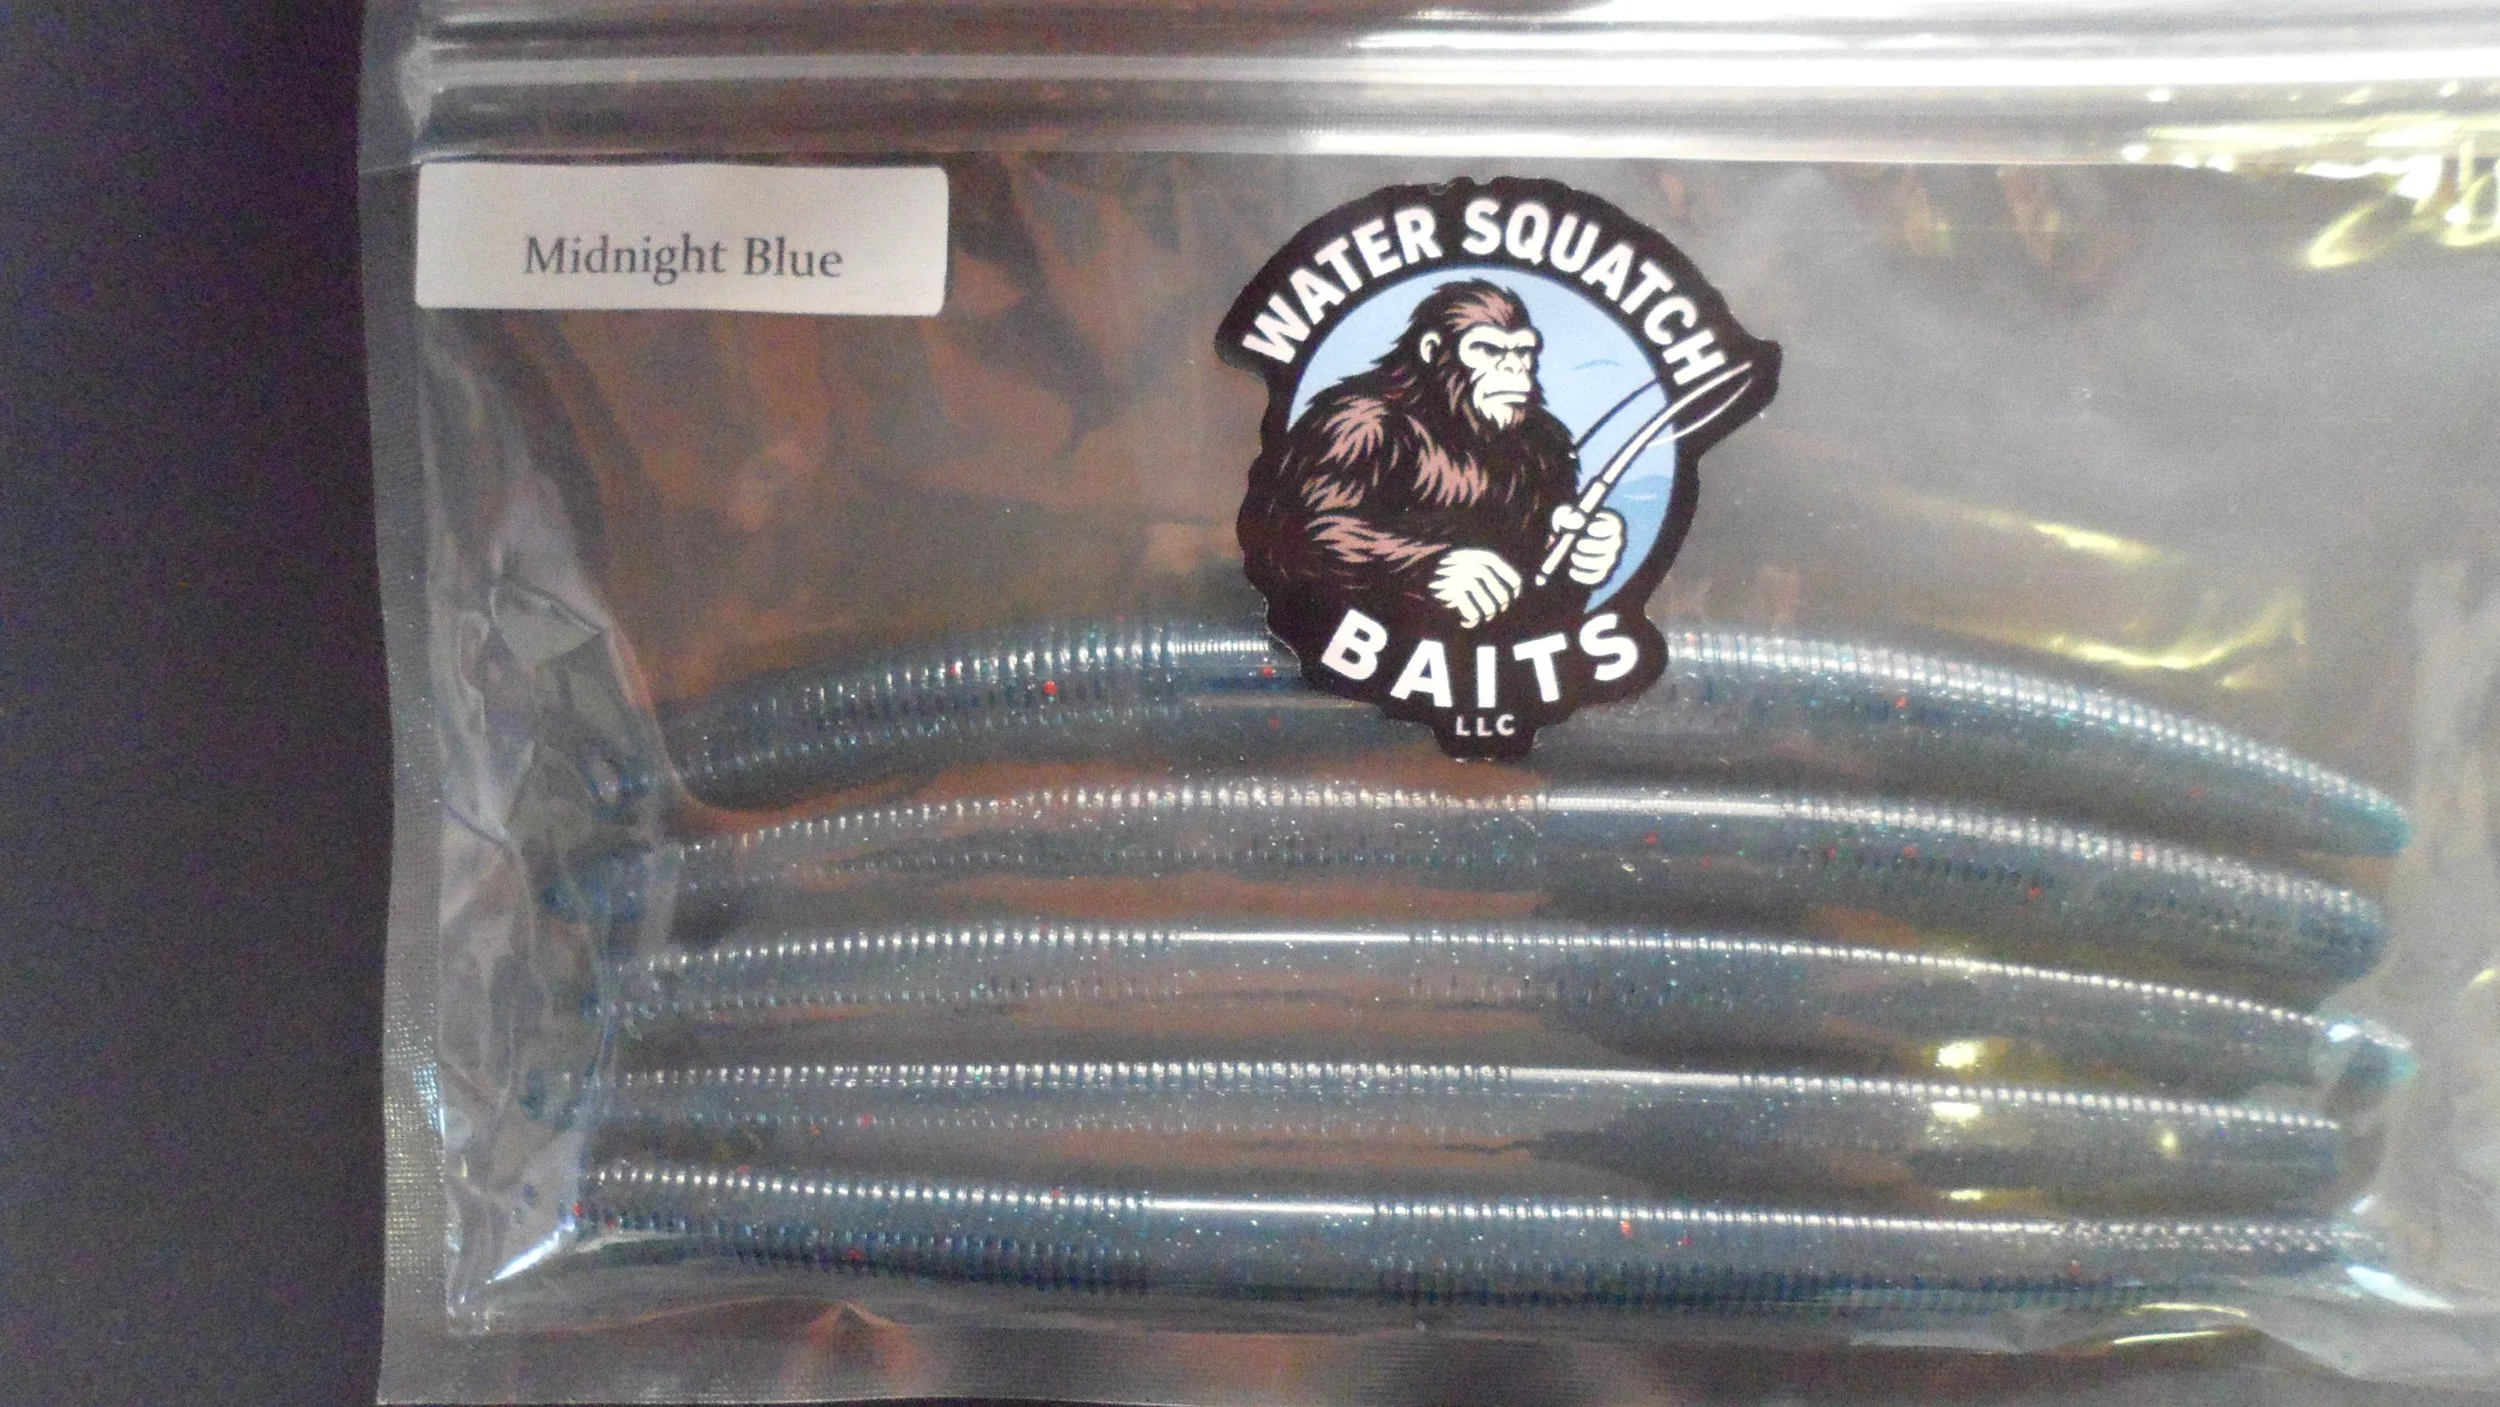 Midnight Blue
WATER SQUATCH
BAITS
LLC